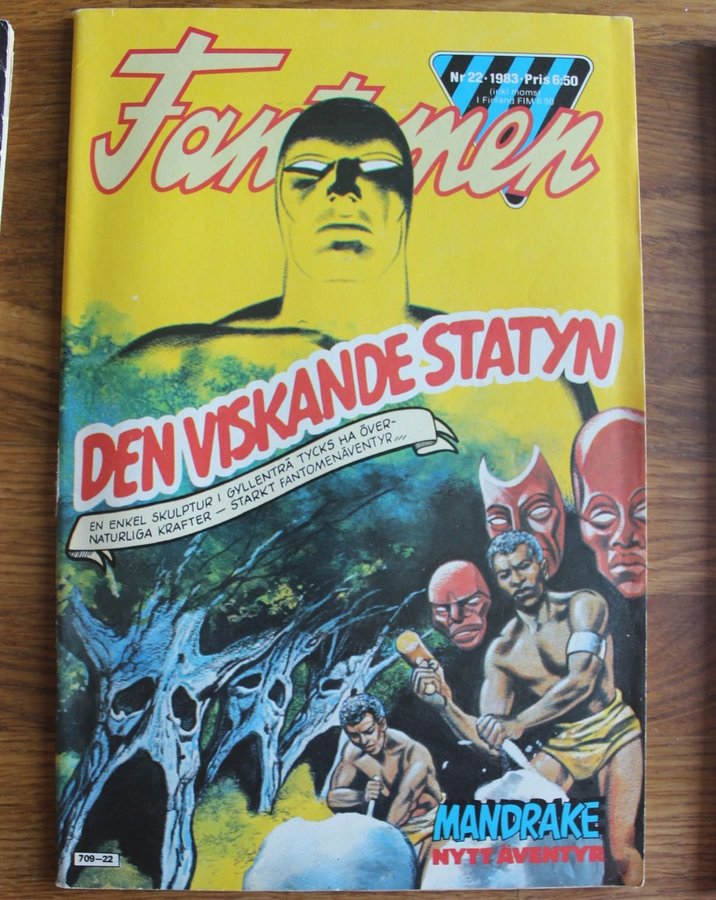 Fantomen
Nr 22 • 1983 • Pris 6:50
(inkl moms)
I Finland FIM 6:50
DEN VISKANDE STATYN
EN ENKEL SKULPTUR I GYLLENTRÄ TYCKS HA ÖVER-
NATURLIGA KRAFTER – STARKT FANTOMENÄVENTYR...
MANDRAKE
NYTT ÄVENTYR
709–22